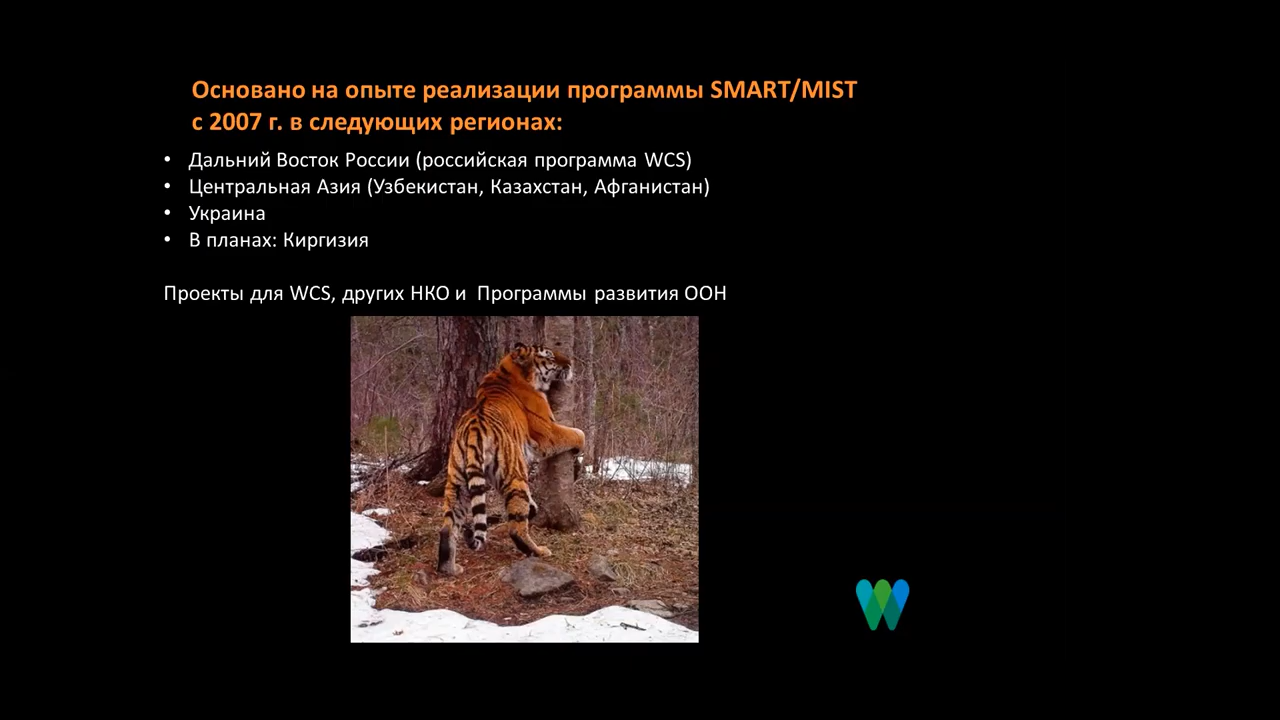 Основано на опыте реализации программы SMART/MIST
с 2007 г. в следующих регионах:
• Дальний Восток России (российская программа WCS)
• Центральная Азия (Узбекистан, Казахстан, Афганистан)
• Украина
• В планах: Киргизия
Проекты для WCS, других НКО и Программы развития ООН